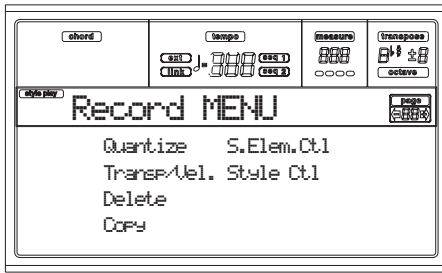 chord tempo measure transpose
ext seq 1
link seq 2
octave
style play
Record MENU
page
Quantize S.Elem.Ctl
Transp/Vel. Style Ctl
Delete
Copy